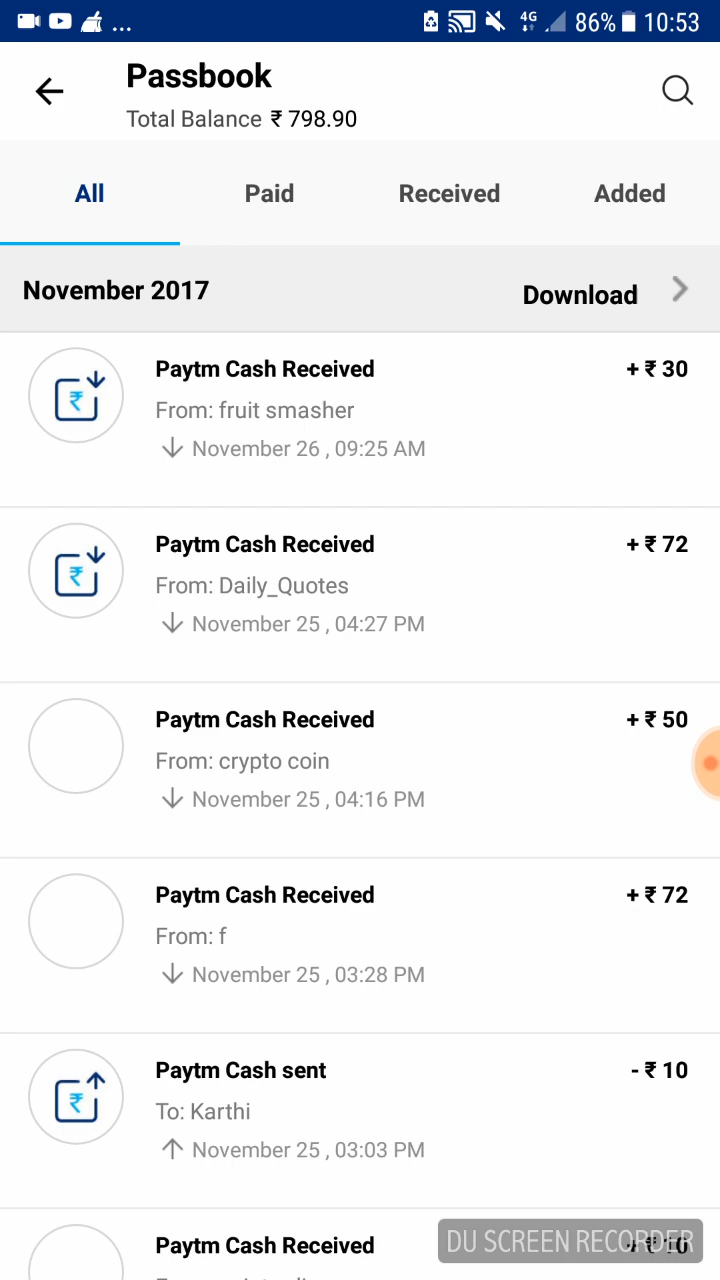 ... 4G 86% 10:53
Passbook
Total Balance ₹ 798.90
All Paid Received Added
November 2017 Download
Paytm Cash Received + ₹ 30
From: fruit smasher
November 26 , 09:25 AM
Paytm Cash Received + ₹ 72
From: Daily_Quotes
November 25 , 04:27 PM
Paytm Cash Received + ₹ 50
From: crypto coin
November 25 , 04:16 PM
Paytm Cash Received + ₹ 72
From: f
November 25 , 03:28 PM
Paytm Cash sent - ₹ 10
To: Karthi
November 25 , 03:03 PM
Paytm Cash Received + ₹ 10
DU SCREEN RECORDER